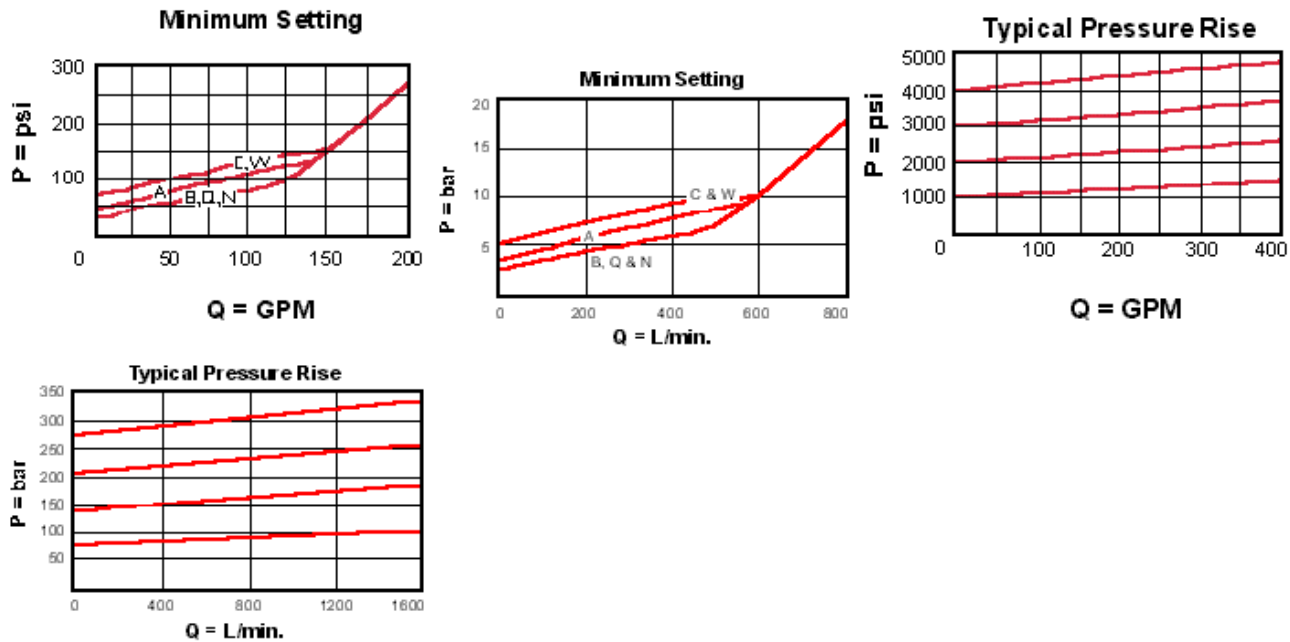 Minimum Setting
P = psi
300
200
100
C,W
A
B,Q,N
0
50
100
150
200
Q = GPM
Minimum Setting
P = bar
20
15
10
5
C & W
A
B, Q & N
0
200
400
600
800
Q = L/min.
Typical Pressure Rise
P = psi
5000
4000
3000
2000
1000
0
100
200
300
400
Q = GPM
Typical Pressure Rise
P = bar
350
300
250
200
150
100
50
0
400
800
1200
1600
Q = L/min.